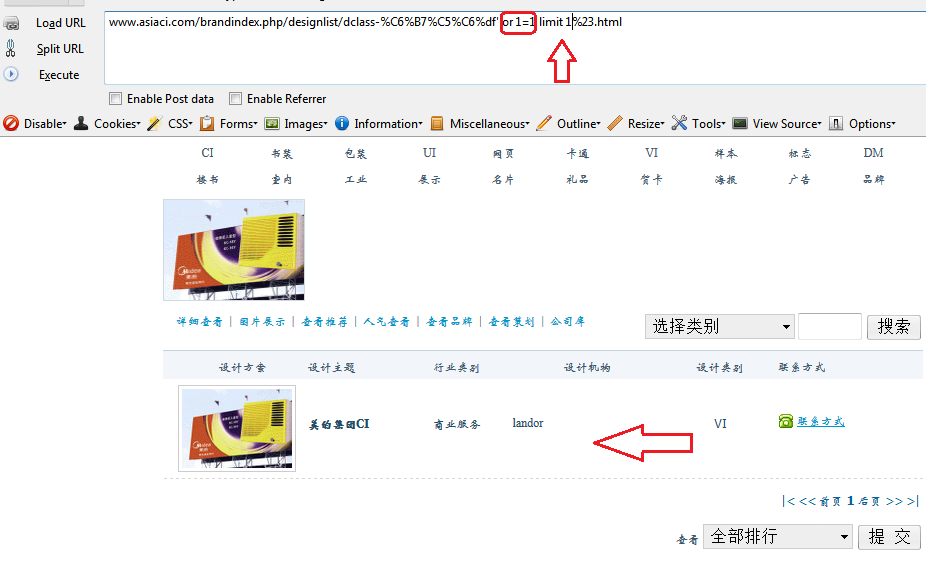 Load URL
www.asiaci.com/brandindex.php/designlist/dclass-%C6%B7%C5%C6%df' or 1=1 limit 1%23.html
Split URL
Execute
Enable Post data Enable Referrer
Disable Cookies CSS Forms Images Information Miscellaneous Outline Resize Tools View Source Options
CI 书装 包装 UI 网页 卡通 VI 样本 标志 DM
楼书 室内 工业 展示 名片 礼品 贺卡 海报 广告 品牌
Midea
详细查看 | 图片展示 | 查看推荐 | 人气查看 | 查看品牌 | 查看策划 | 公司库
选择类别 搜索
设计方案 设计主题 行业类别 设计机构 设计类别 联系方式
美的集团CI 商业服务 landor VI 联系方式
|< << 前页 1 后页 >> >|
查看 全部排行 提 交